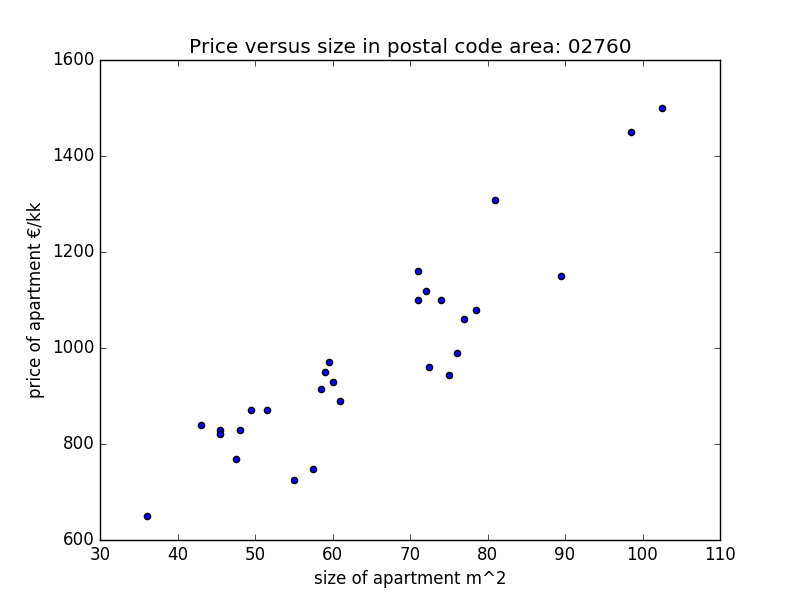 Price versus size in postal code area: 02760
1600
1400
1200
1000
800
600
price of apartment €/kk
30 40 50 60 70 80 90 100 110
size of apartment m^2